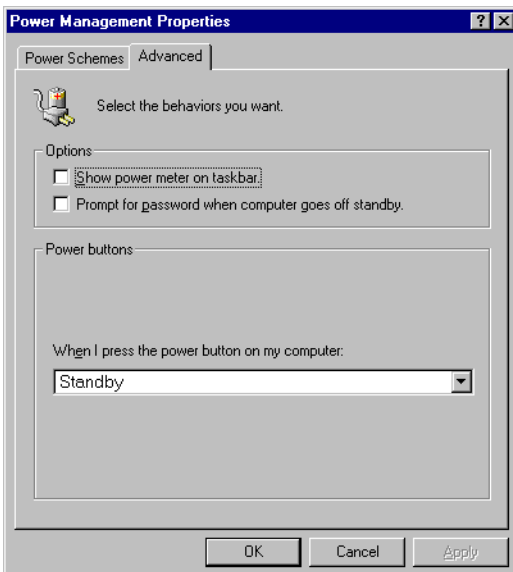 Power Management Properties
Power Schemes
Advanced
Select the behaviors you want.
Options
Show power meter on taskbar.
Prompt for password when computer goes off standby.
Power buttons
When I press the power button on my computer:
Standby
OK
Cancel
Apply